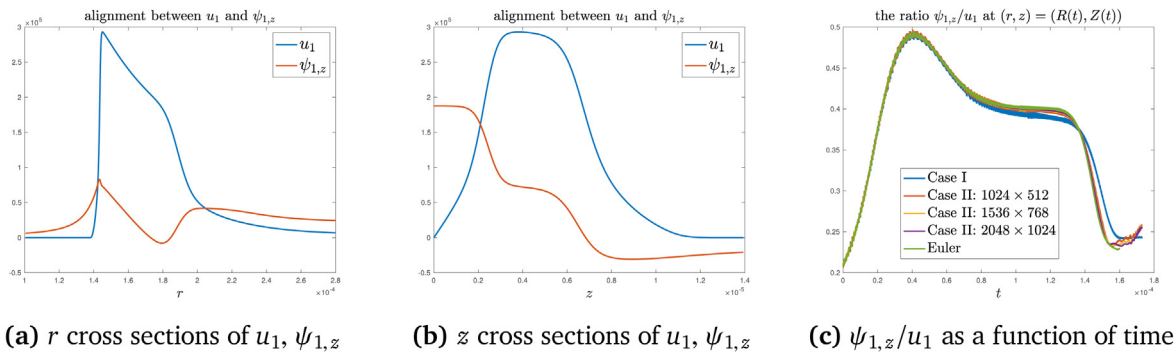 alignment between u₁ and ψ₁,z
×10⁵
3
2.5
2
1.5
1
0.5
0
-0.5
u₁
ψ₁,z
1 1.2 1.4 1.6 1.8 2 2.2 2.4 2.6 2.8
×10⁻⁴
r
(a) r cross sections of u₁, ψ₁,z
alignment between u₁ and ψ₁,z
×10⁵
3
2.5
2
1.5
1
0.5
0
-0.5
u₁
ψ₁,z
0 0.2 0.4 0.6 0.8 1 1.2 1.4
×10⁻⁵
z
(b) z cross sections of u₁, ψ₁,z
the ratio ψ₁,z/u₁ at (r, z) = (R(t), Z(t))
0.5
0.45
0.4
0.35
0.3
0.25
0.2
Case I
Case II: 1024 × 512
Case II: 1536 × 768
Case II: 2048 × 1024
Euler
0 0.2 0.4 0.6 0.8 1 1.2 1.4 1.6 1.8
×10⁻⁴
t
(c) ψ₁,z/u₁ as a function of time